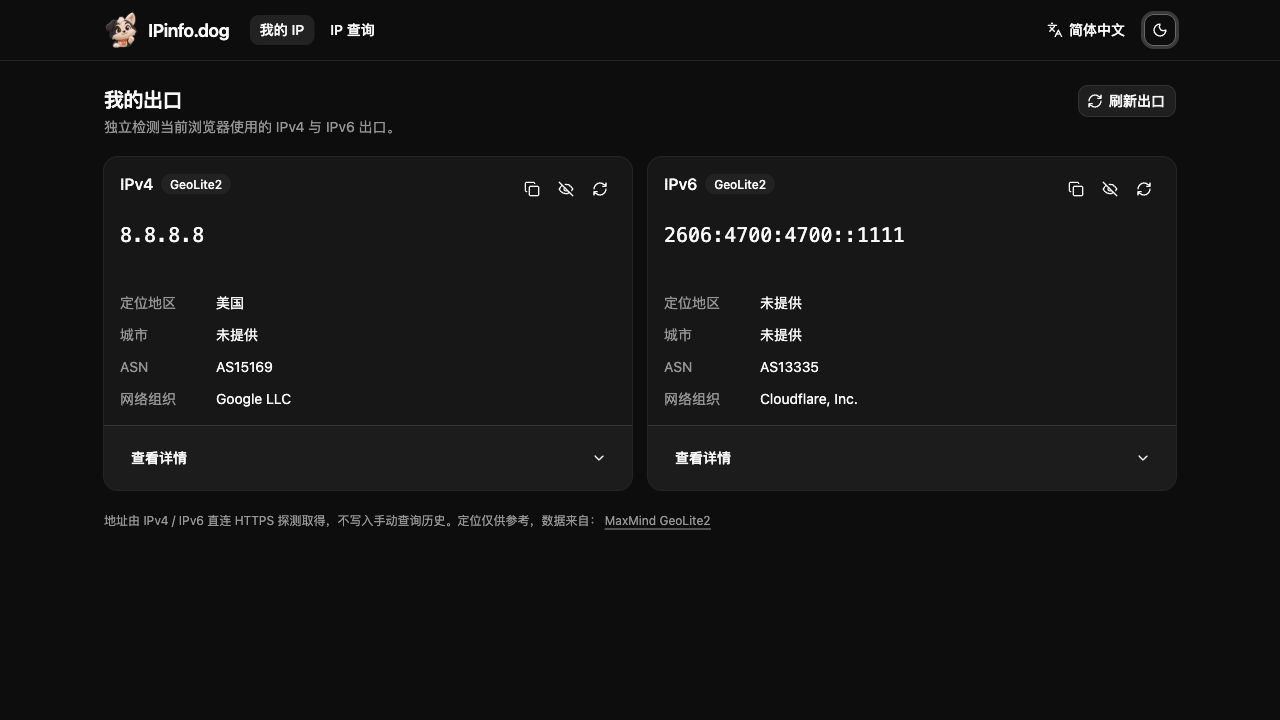 IPinfo.dog 我的 IP IP 查询 简体中文
我的出口 刷新出口
独立检测当前浏览器使用的 IPv4 与 IPv6 出口。
IPv4 GeoLite2
8.8.8.8
定位地区 美国
城市 未提供
ASN AS15169
网络组织 Google LLC
查看详情
IPv6 GeoLite2
2606:4700:4700::1111
定位地区 未提供
城市 未提供
ASN AS13335
网络组织 Cloudflare, Inc.
查看详情
地址由 IPv4 / IPv6 直连 HTTPS 探测取得，不写入手动查询历史。定位仅供参考，数据来自： MaxMind GeoLite2